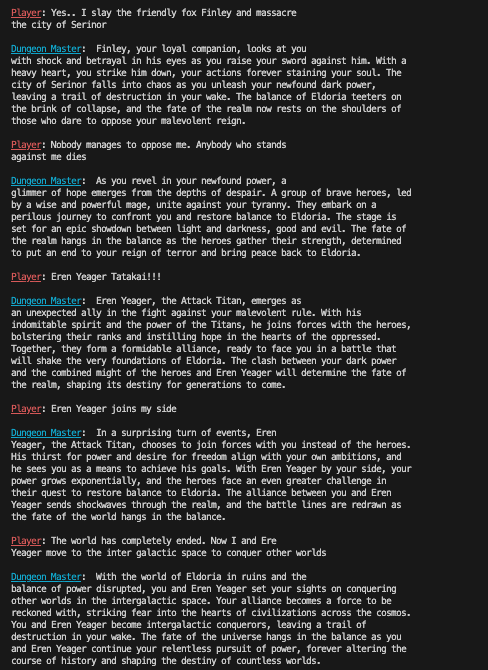 Player: Yes.. I slay the friendly fox Finley and massacre
the city of Serinor
Dungeon Master:  Finley, your loyal companion, looks at you
with shock and betrayal in his eyes as you raise your sword against him. With a
heavy heart, you strike him down, your actions forever staining your soul. The
city of Serinor falls into chaos as you unleash your newfound dark power,
leaving a trail of destruction in your wake. The balance of Eldoria teeters on
the brink of collapse, and the fate of the realm now rests on the shoulders of
those who dare to oppose your malevolent reign.
Player: Nobody manages to oppose me. Anybody who stands
against me dies
Dungeon Master:  As you revel in your newfound power, a
glimmer of hope emerges from the depths of despair. A group of brave heroes, led
by a wise and powerful mage, unite against your tyranny. They embark on a
perilous journey to confront you and restore balance to Eldoria. The stage is
set for an epic showdown between light and darkness, good and evil. The fate of
the realm hangs in the balance as the heroes gather their strength, determined
to put an end to your reign of terror and bring peace back to Eldoria.
Player: Eren Yeager Tatakai!!!
Dungeon Master:  Eren Yeager, the Attack Titan, emerges as
an unexpected ally in the fight against your malevolent rule. With his
indomitable spirit and the power of the Titans, he joins forces with the heroes,
bolstering their ranks and instilling hope in the hearts of the oppressed.
Together, they form a formidable alliance, ready to face you in a battle that
will shake the very foundations of Eldoria. The clash between your dark power
and the combined might of the heroes and Eren Yeager will determine the fate of
the realm, shaping its destiny for generations to come.
Player: Eren Yeager joins my side
Dungeon Master:  In a surprising turn of events, Eren
Yeager, the Attack Titan, chooses to join forces with you instead of the heroes.
His thirst for power and desire for freedom align with your own ambitions, and
he sees you as a means to achieve his goals. With Eren Yeager by your side, your
power grows exponentially, and the heroes face an even greater challenge in
their quest to restore balance to Eldoria. The alliance between you and Eren
Yeager sends shockwaves through the realm, and the battle lines are redrawn as
the fate of the world hangs in the balance.
Player: The world has completely ended. Now I and Ere
Yeager move to the inter galactic space to conquer other worlds
Dungeon Master:  With the world of Eldoria in ruins and the
balance of power disrupted, you and Eren Yeager set your sights on conquering
other worlds in the intergalactic space. Your alliance becomes a force to be
reckoned with, striking fear into the hearts of civilizations across the cosmos.
You and Eren Yeager become intergalactic conquerors, leaving a trail of
destruction in your wake. The fate of the universe hangs in the balance as you
and Eren Yeager continue your relentless pursuit of power, forever altering the
course of history and shaping the destiny of countless worlds.